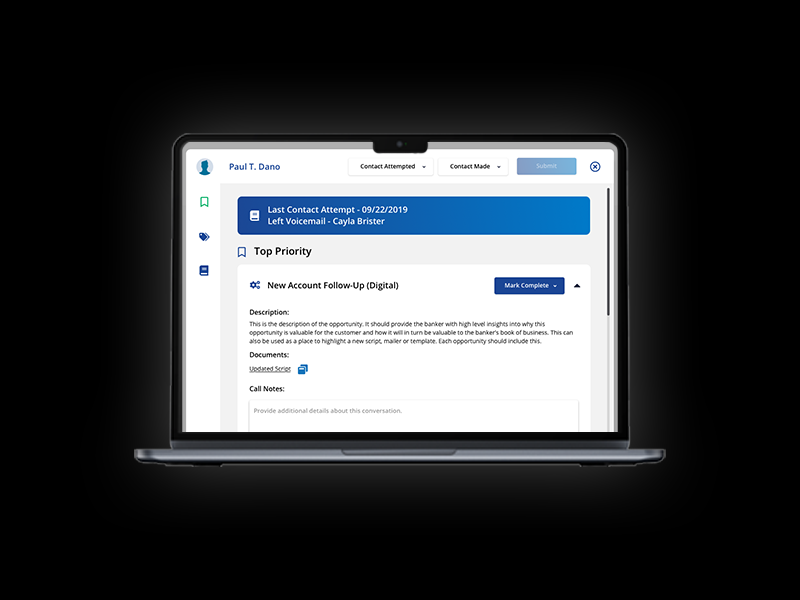 Paul T. Dano
Contact Attempted
Contact Made
Submit
Last Contact Attempt - 09/22/2019
Left Voicemail - Cayla Brister
Top Priority
New Account Follow-Up (Digital)
Mark Complete
Description:
This is the description of the opportunity. It should provide the banker with high level insights into why this
opportunity is valuable for the customer and how it will in turn be valuable to the banker's book of business. This can
also be used as a place to highlight a new script, mailer or template. Each opportunity should include this.
Documents:
Updated Script
Call Notes:
Provide additional details about this conversation.